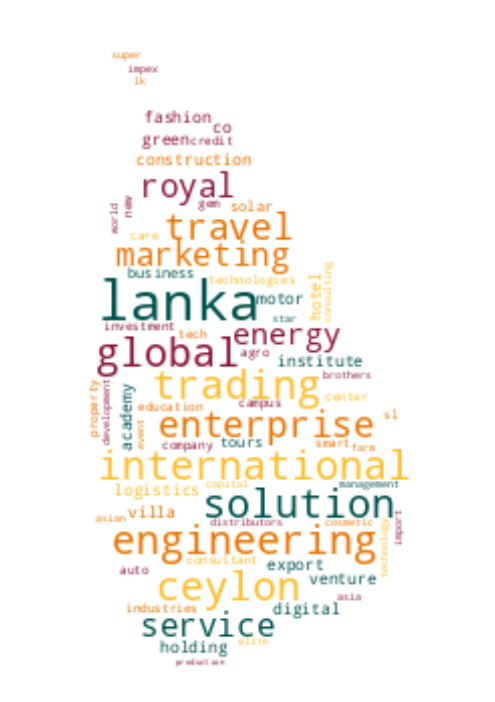 super
impex
lk
fashion
co
green credit
construction
royal
gem solar
world new
travel
care
marketing
business
technologies
hotel consulting
lanka motor
star
investment
tech energy
global agro
institute
brothers
trading
property development academy
education campus center
event enterprise sl
company tours smart farm
international
logistics capital management
solution
asian villa
distributors cosmetic
import
engineering
technology
consultant
auto export
venture
ceylon
asia
industries digital
service
elite
holding
production